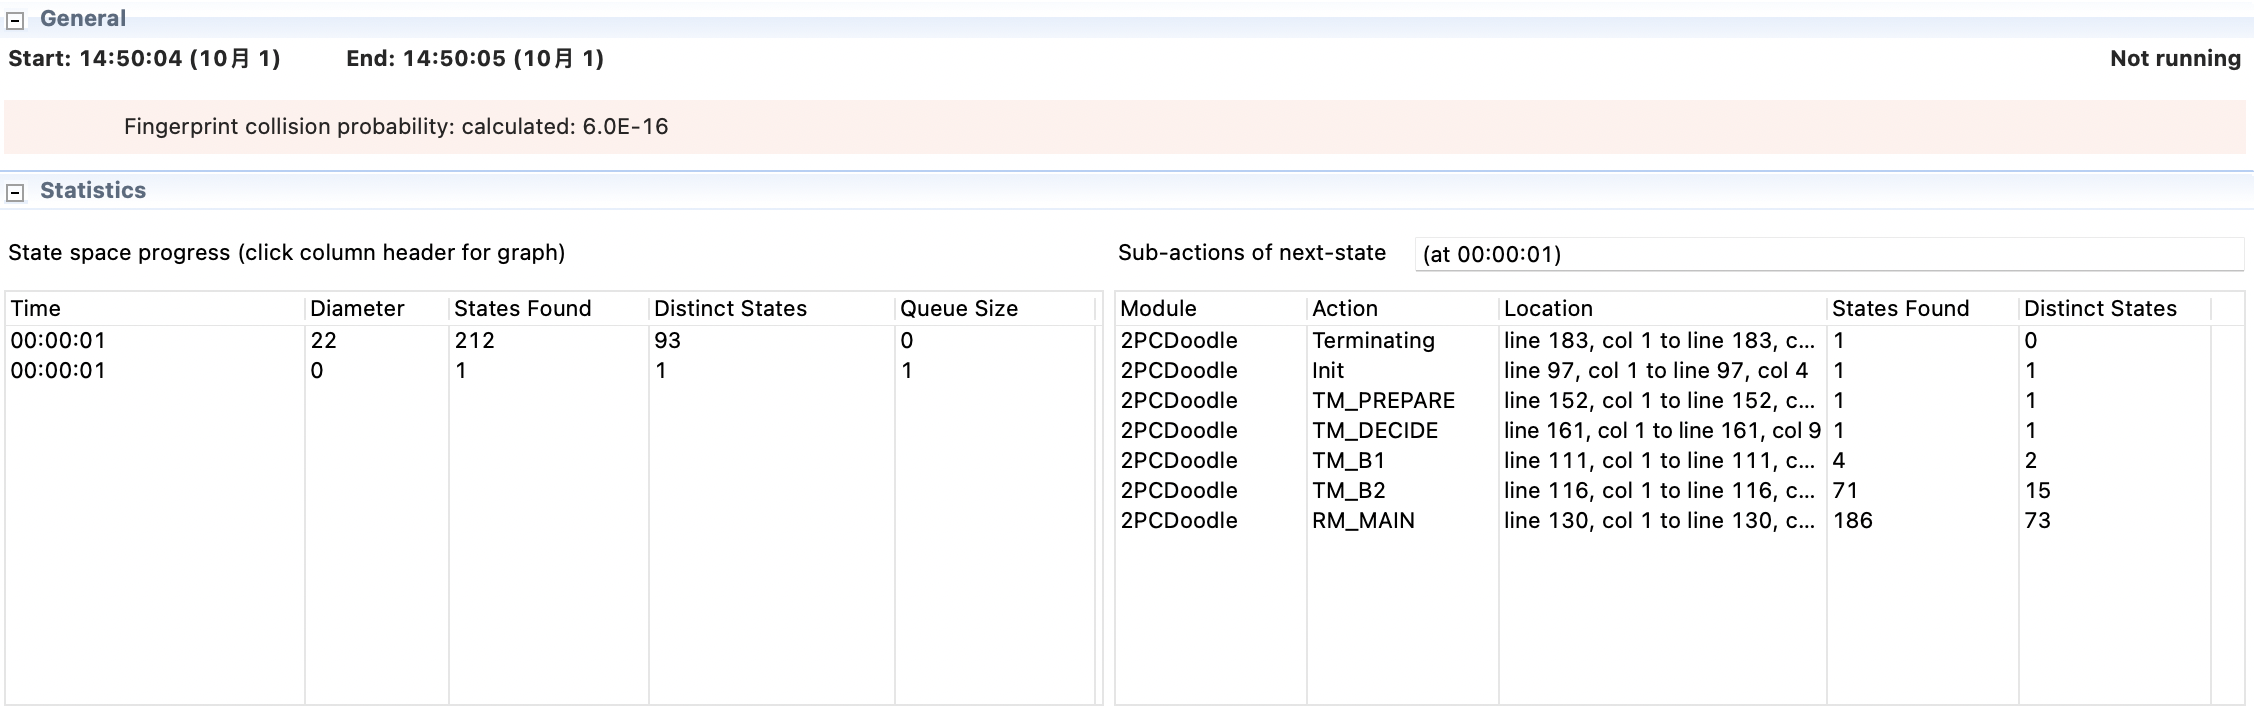 General
Start: 14:50:04 (10月 1) End: 14:50:05 (10月 1) Not running
Fingerprint collision probability: calculated: 6.0E-16
Statistics
State space progress (click column header for graph)
Time Diameter States Found Distinct States Queue Size
00:00:01 22 212 93 0
00:00:01 0 1 1 1
Sub-actions of next-state (at 00:00:01)
Module Action Location States Found Distinct States
2PCDoodle Terminating line 183, col 1 to line 183, c... 1 0
2PCDoodle Init line 97, col 1 to line 97, col 4 1 1
2PCDoodle TM_PREPARE line 152, col 1 to line 152, c... 1 1
2PCDoodle TM_DECIDE line 161, col 1 to line 161, col 9 1 1
2PCDoodle TM_B1 line 111, col 1 to line 111, c... 4 2
2PCDoodle TM_B2 line 116, col 1 to line 116, c... 71 15
2PCDoodle RM_MAIN line 130, col 1 to line 130, c... 186 73